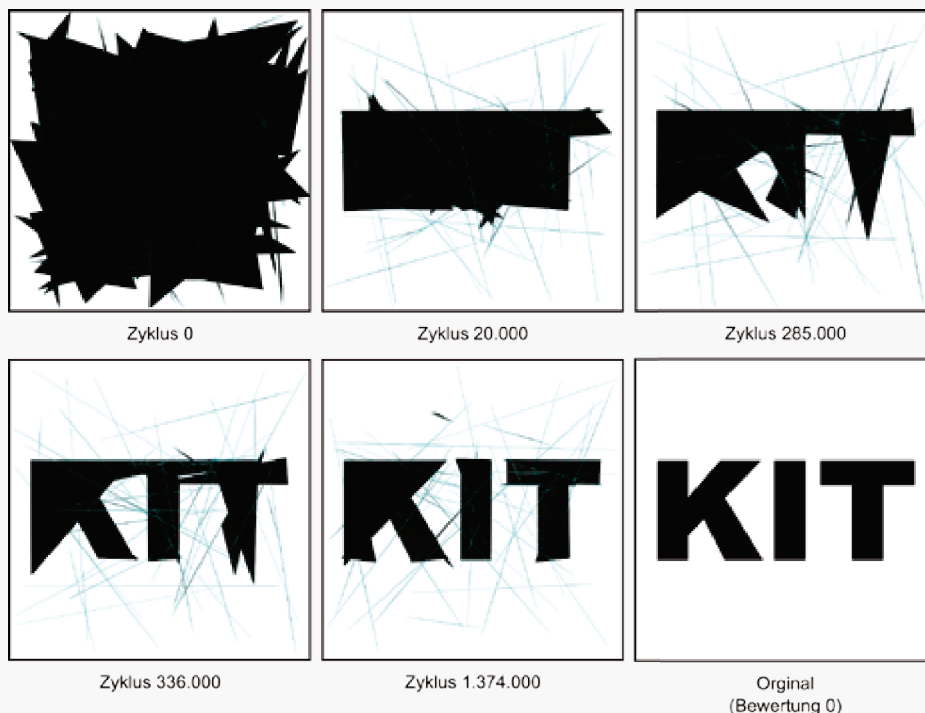 Zyklus 0
Zyklus 20.000
Zyklus 285.000
KIT
KIT
KIT
Zyklus 336.000
Zyklus 1.374.000
Orginal
(Bewertung 0)